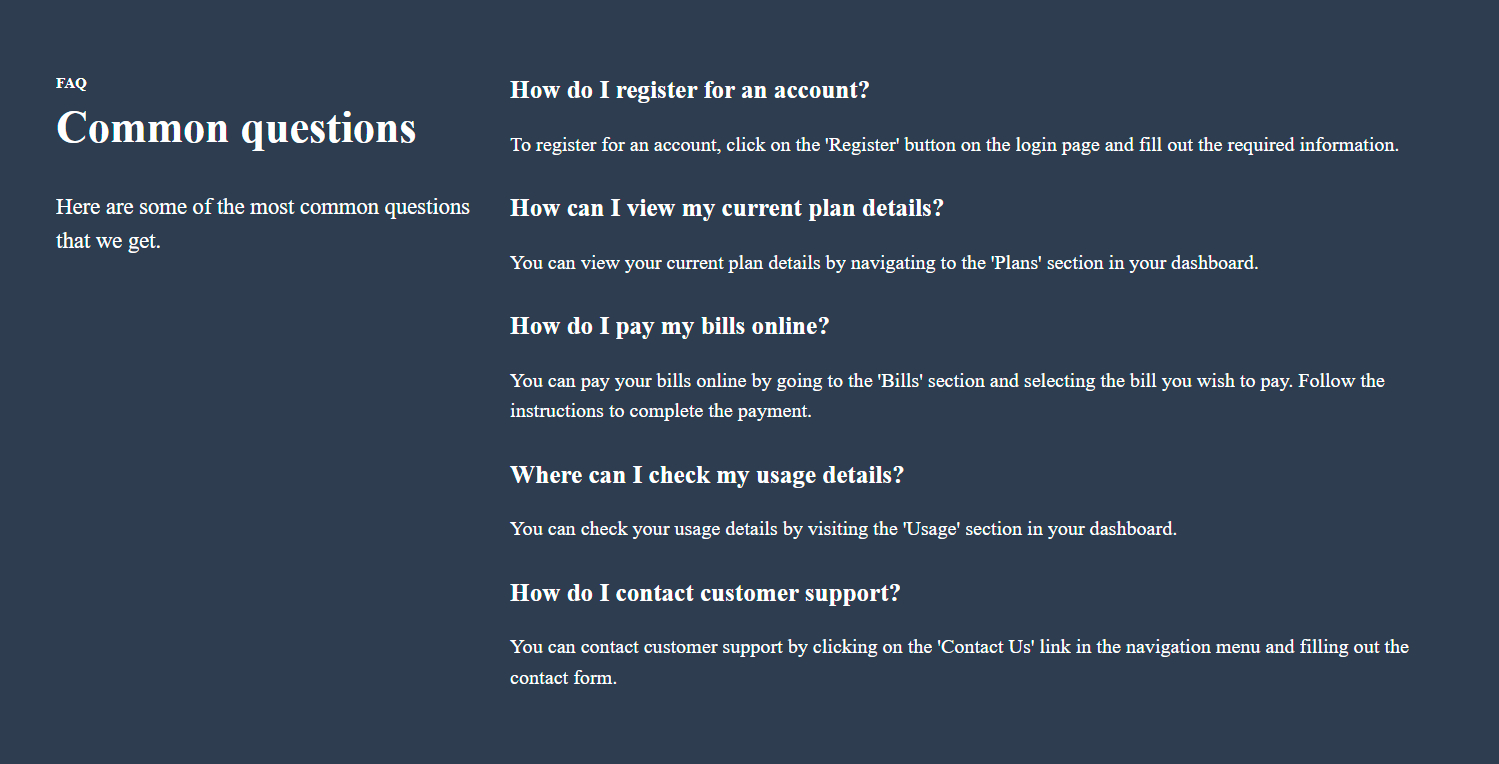 FAQ
Common questions
Here are some of the most common questions
that we get.
How do I register for an account?
To register for an account, click on the 'Register' button on the login page and fill out the required information.
How can I view my current plan details?
You can view your current plan details by navigating to the 'Plans' section in your dashboard.
How do I pay my bills online?
You can pay your bills online by going to the 'Bills' section and selecting the bill you wish to pay. Follow the
instructions to complete the payment.
Where can I check my usage details?
You can check your usage details by visiting the 'Usage' section in your dashboard.
How do I contact customer support?
You can contact customer support by clicking on the 'Contact Us' link in the navigation menu and filling out the
contact form.